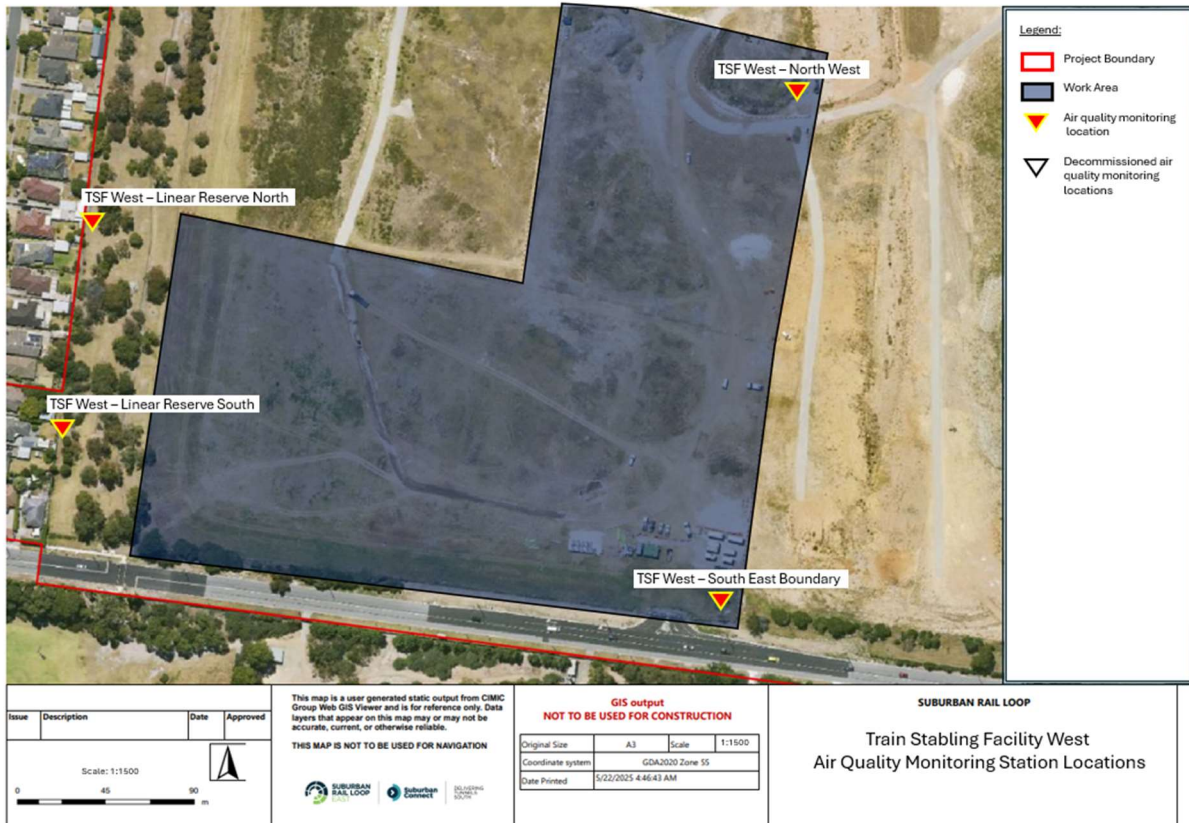 TSF West – North West
TSF West – Linear Reserve North
TSF West – Linear Reserve South
TSF West – South East Boundary
Legend:
Project Boundary
Work Area
Air quality monitoring
location
Decommissioned air
quality monitoring
locations
Issue Description Date Approved
Scale: 1:1500
0 45 90
m
This map is a user generated static output from CIMIC
Group Web GIS Viewer and is for reference only. Data
layers that appear on this map may or may not be
accurate, current, or otherwise reliable.
THIS MAP IS NOT TO BE USED FOR NAVIGATION
SUBURBAN
RAIL LOOP
EAST
Suburban
Connect
DELIVERING
TUNNELS
SOUTH
GIS output
NOT TO BE USED FOR CONSTRUCTION
Original Size A3 Scale 1:1500
Coordinate system GDA2020 Zone 55
Date Printed 5/22/2025 4:46:43 AM
SUBURBAN RAIL LOOP
Train Stabling Facility West
Air Quality Monitoring Station Locations